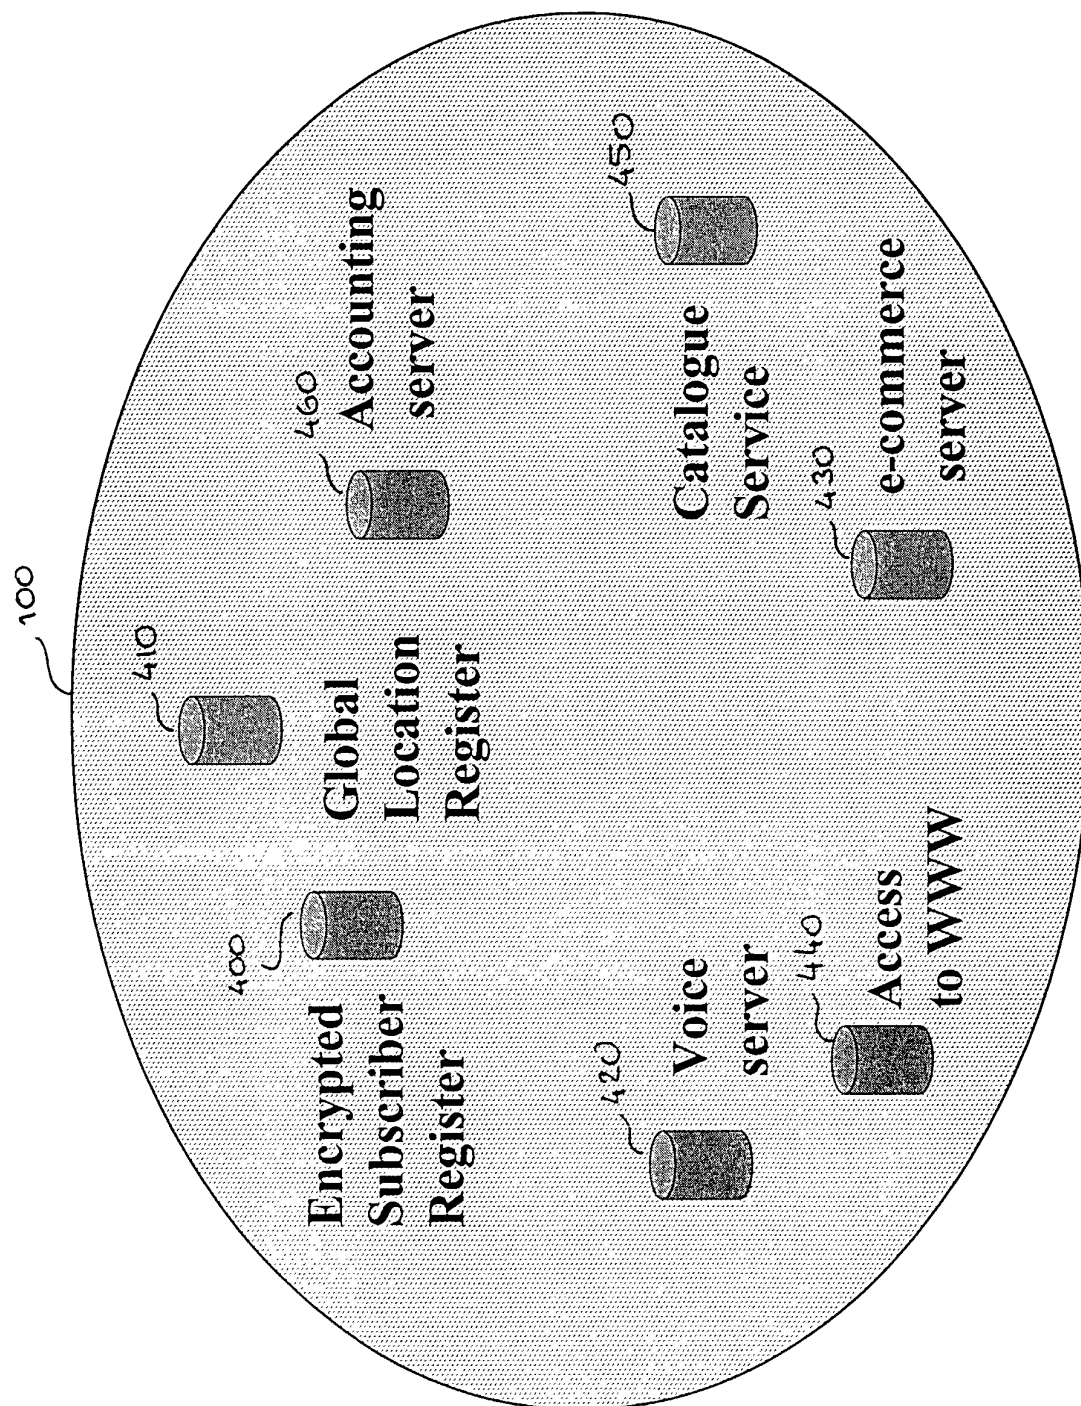 100
410
Global
Location
Register
400
Encrypted
Subscriber
Register
460
Accounting
server
420
Voice
server
450
Catalogue
Service
440
Access
to WWW
430
e-commerce
server